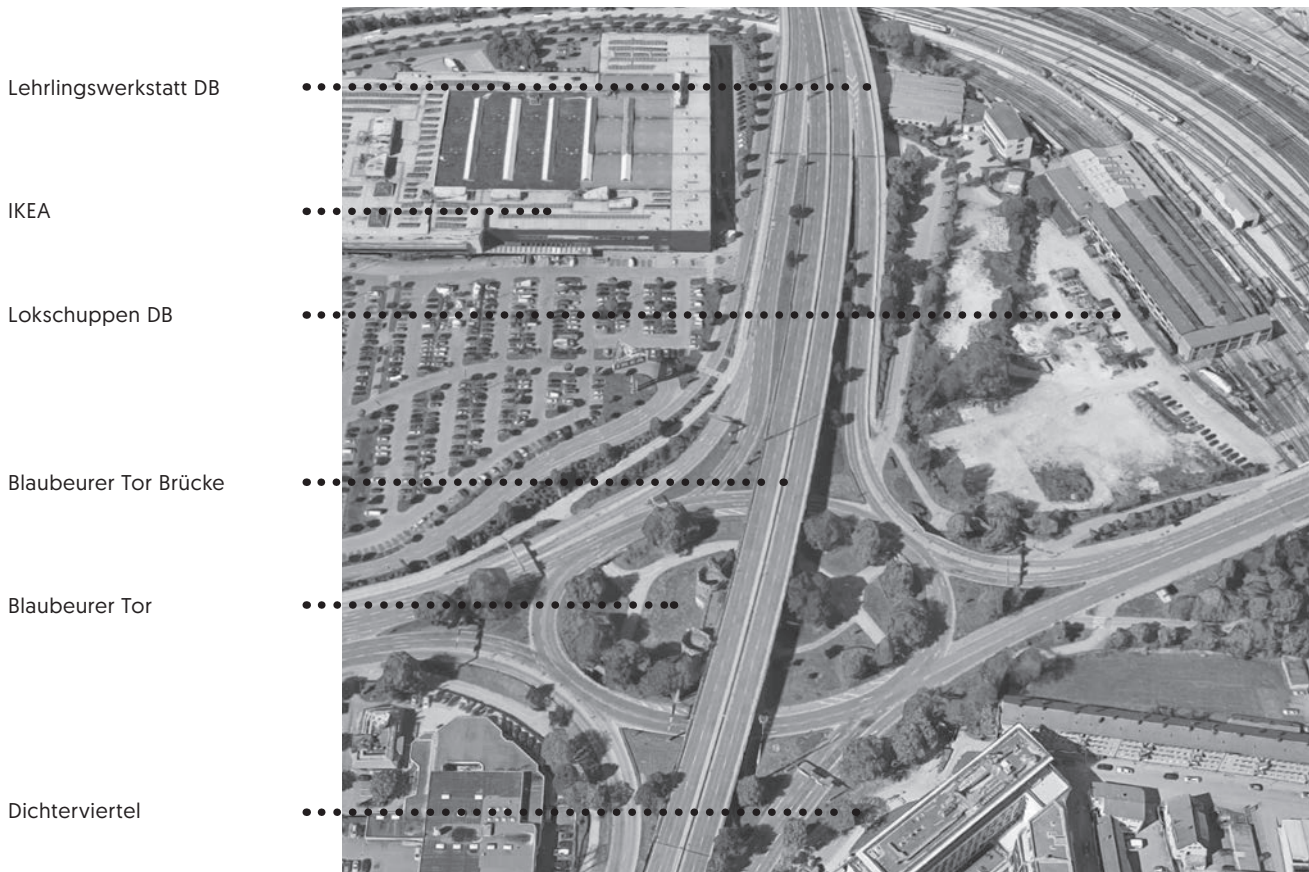 Lehrlingswerkstatt DB
IKEA
Lokschuppen DB
Blaubeurer Tor Brücke
Blaubeurer Tor
Dichterviertel